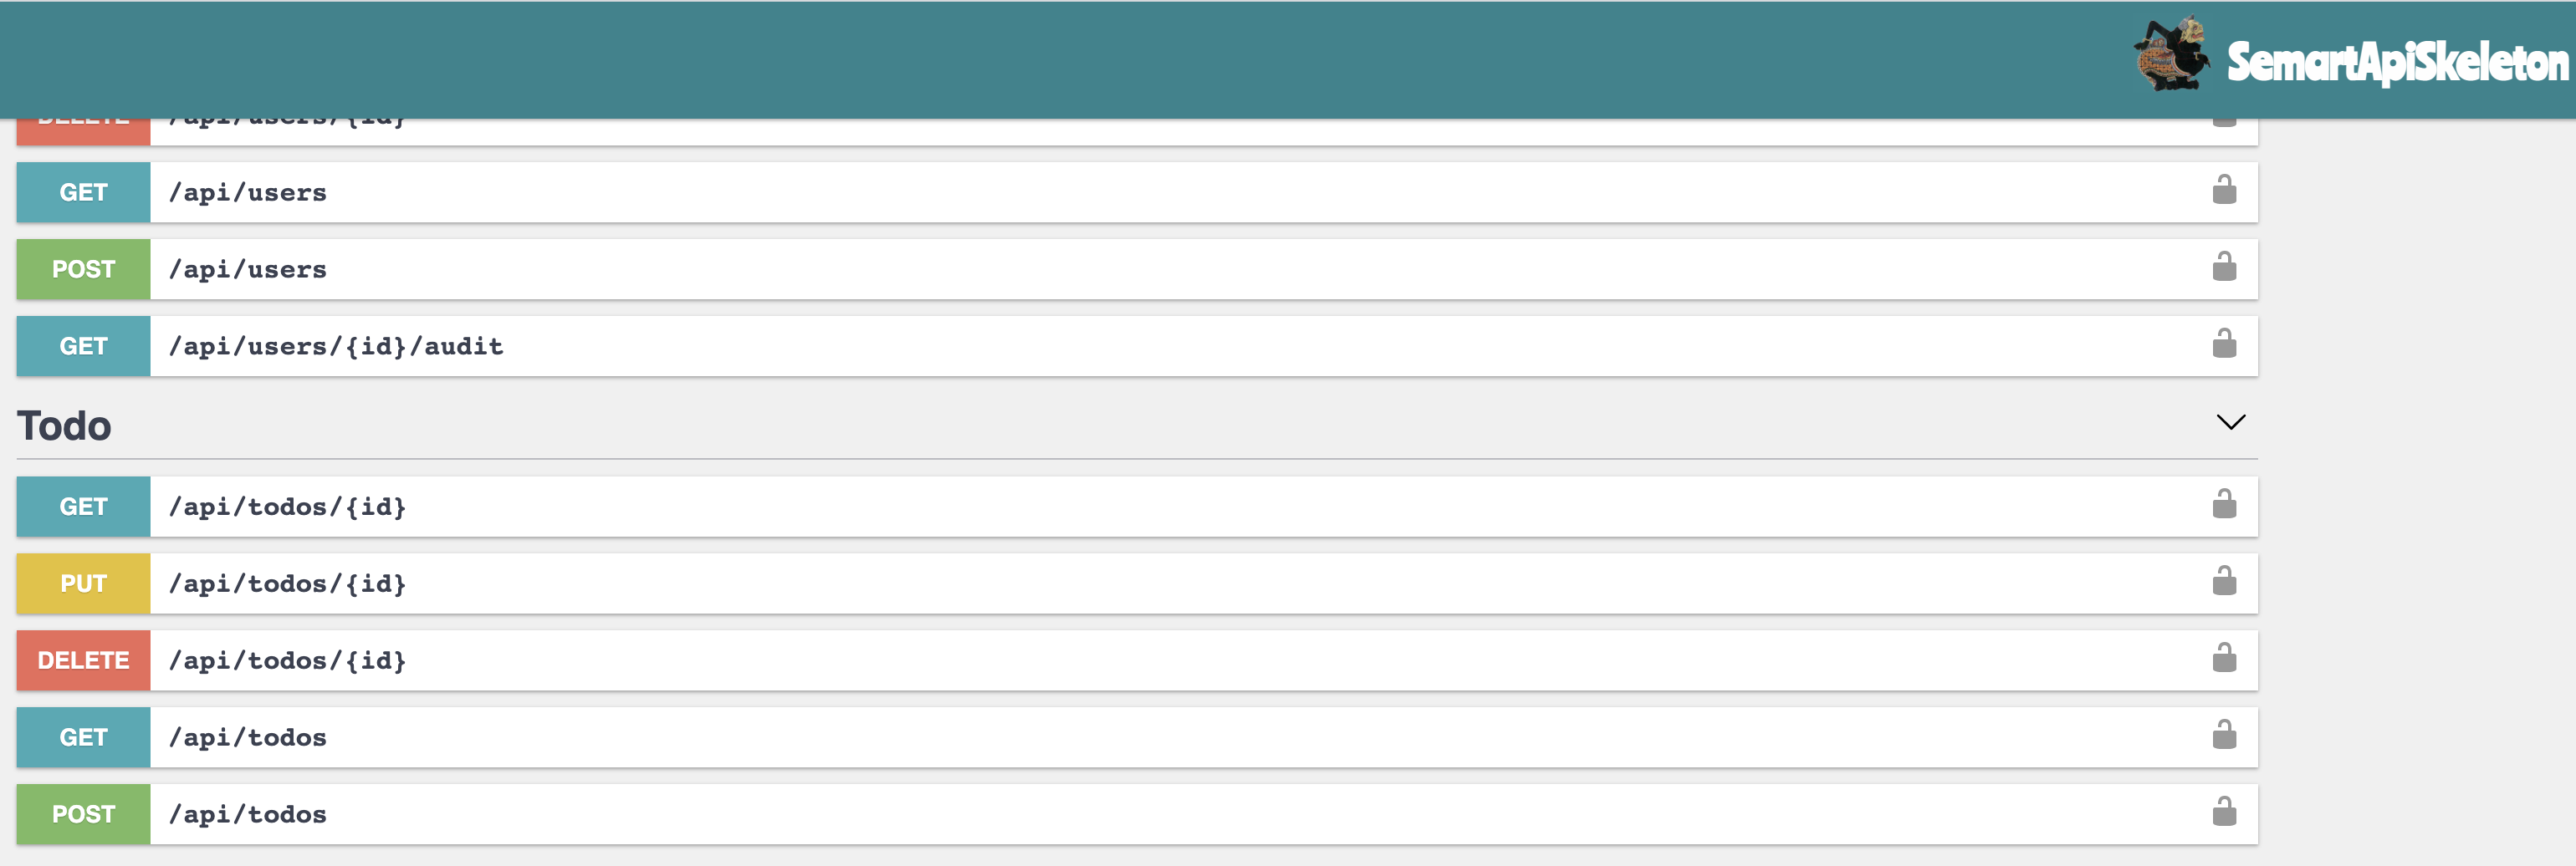 SemartApiSkeleton
DELETE /api/users/{id}
GET /api/users
POST /api/users
GET /api/users/{id}/audit
Todo
GET /api/todos/{id}
PUT /api/todos/{id}
DELETE /api/todos/{id}
GET /api/todos
POST /api/todos